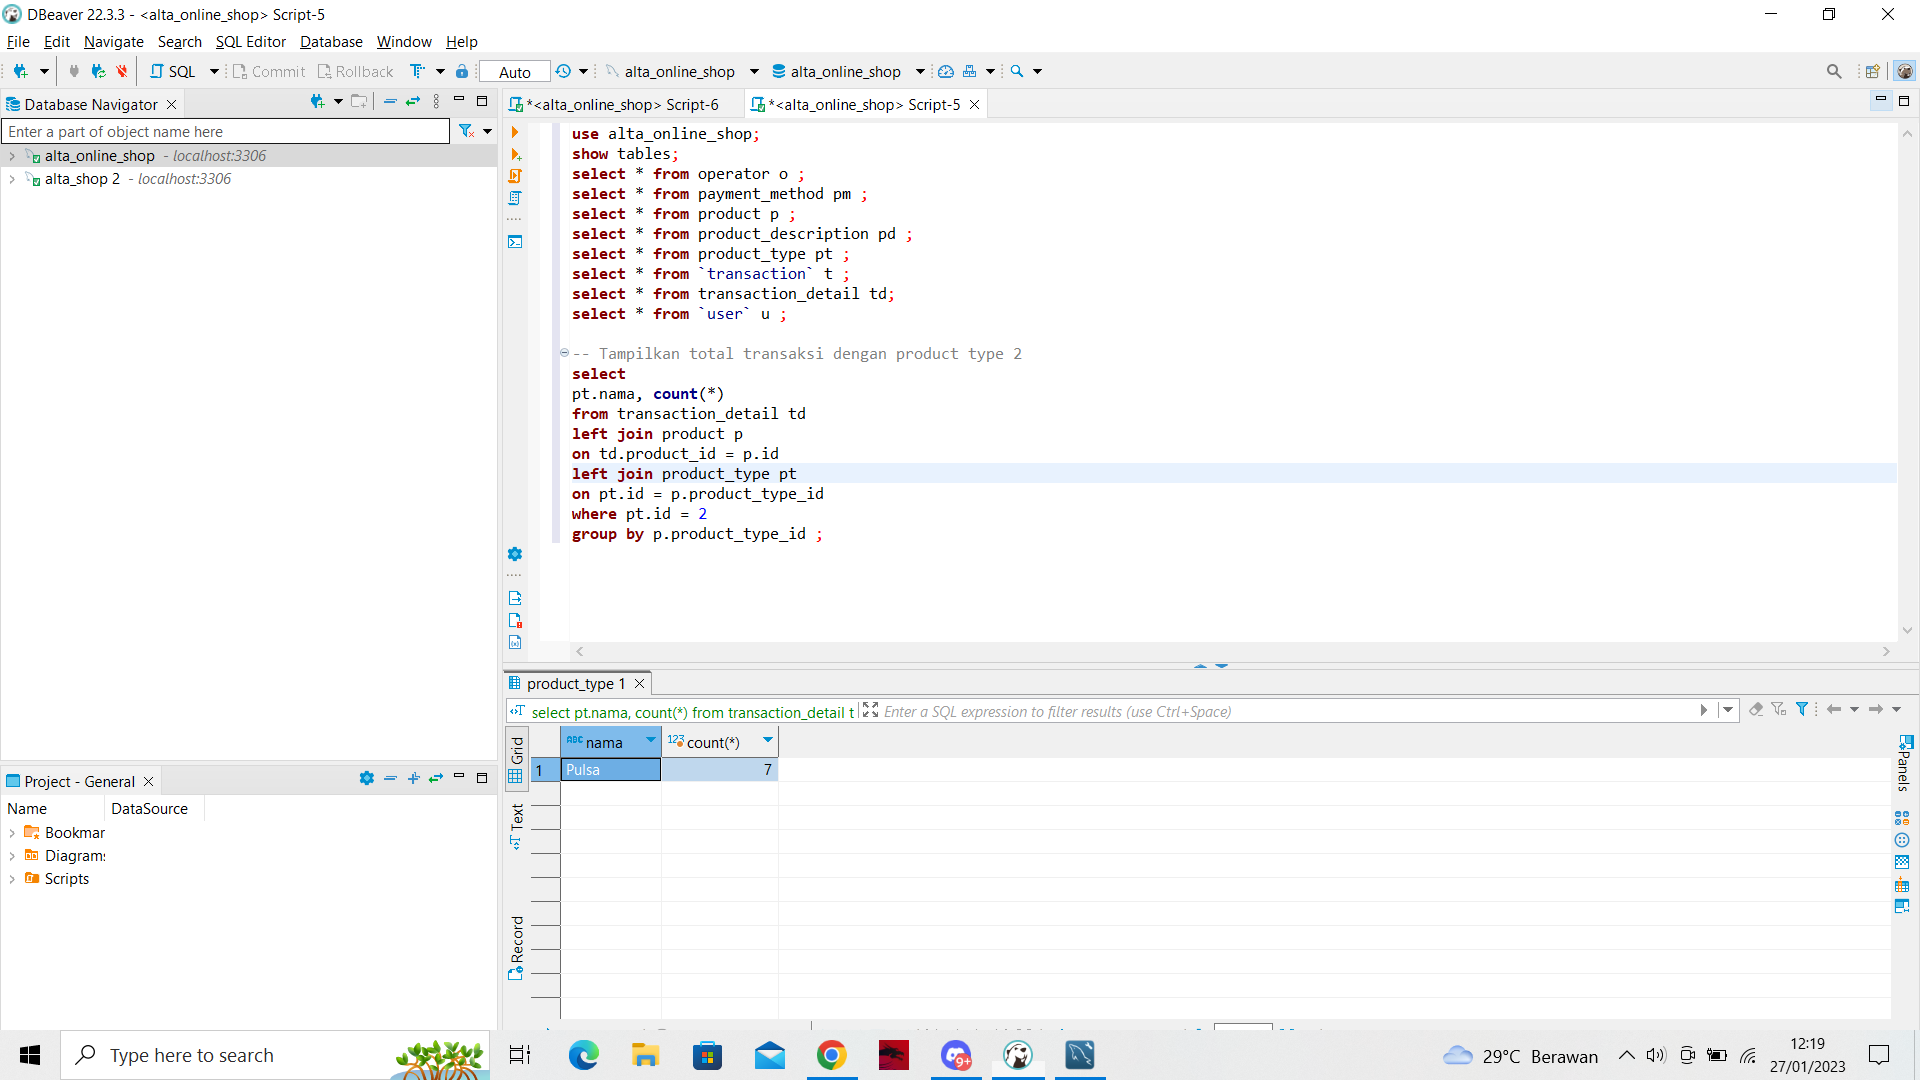 DBeaver 22.3.3 - <alta_online_shop> Script-5
File Edit Navigate Search SQL Editor Database Window Help
SQL Commit Rollback Auto alta_online_shop alta_online_shop
Database Navigator
Enter a part of object name here
alta_online_shop - localhost:3306
alta_shop 2 - localhost:3306
*<alta_online_shop> Script-6 *<alta_online_shop> Script-5
use alta_online_shop;
show tables;
select * from operator o ;
select * from payment_method pm ;
select * from product p ;
select * from product_description pd ;
select * from product_type pt ;
select * from `transaction` t ;
select * from transaction_detail td;
select * from `user` u ;
-- Tampilkan total transaksi dengan product type 2
select
pt.nama, count(*)
from transaction_detail td
left join product p
on td.product_id = p.id
left join product_type pt
on pt.id = p.product_type_id
where pt.id = 2
group by p.product_type_id ;
product_type 1
select pt.nama, count(*) from transaction_detail t Enter a SQL expression to filter results (use Ctrl+Space)
Grid
Text
Record
ABC nama 123 count(*)
1 Pulsa 7
Panels
Project - General
Name DataSource
Bookmar
Diagrams
Scripts
Type here to search
9+
29°C Berawan
12:19
27/01/2023